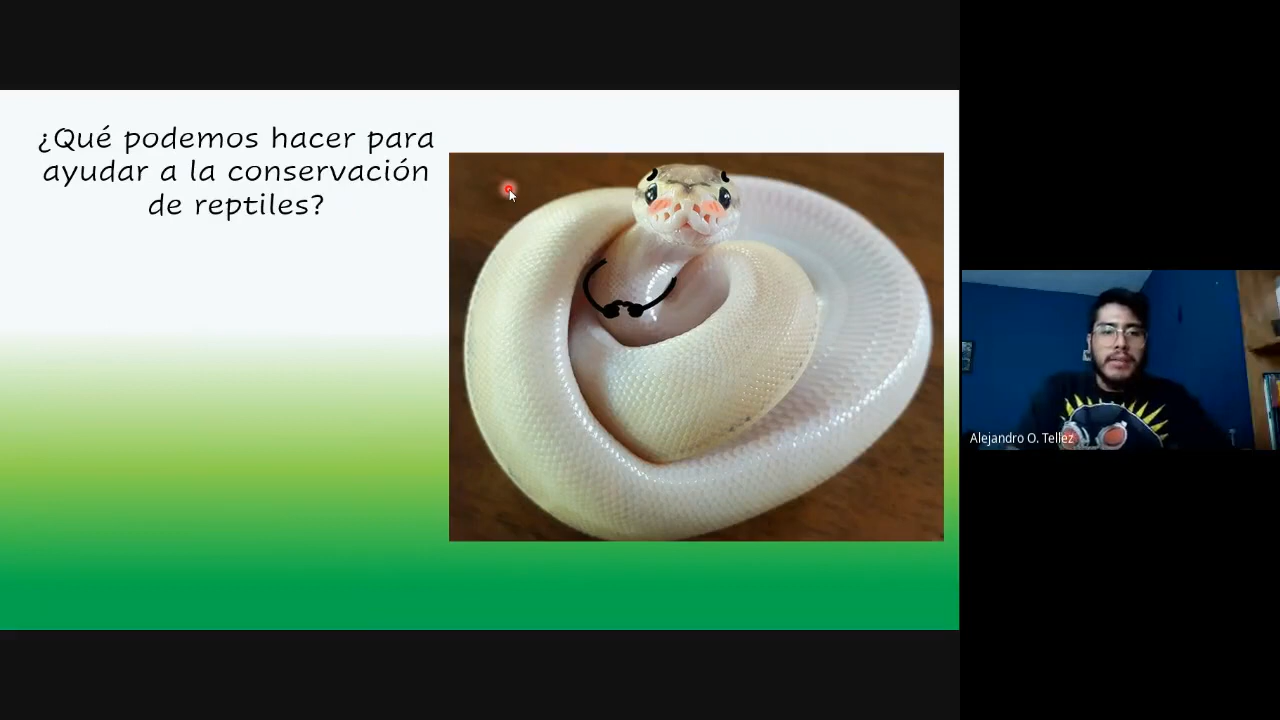 ¿Qué podemos hacer para
ayudar a la conservación
de reptiles?
Alejandro O. Tellez